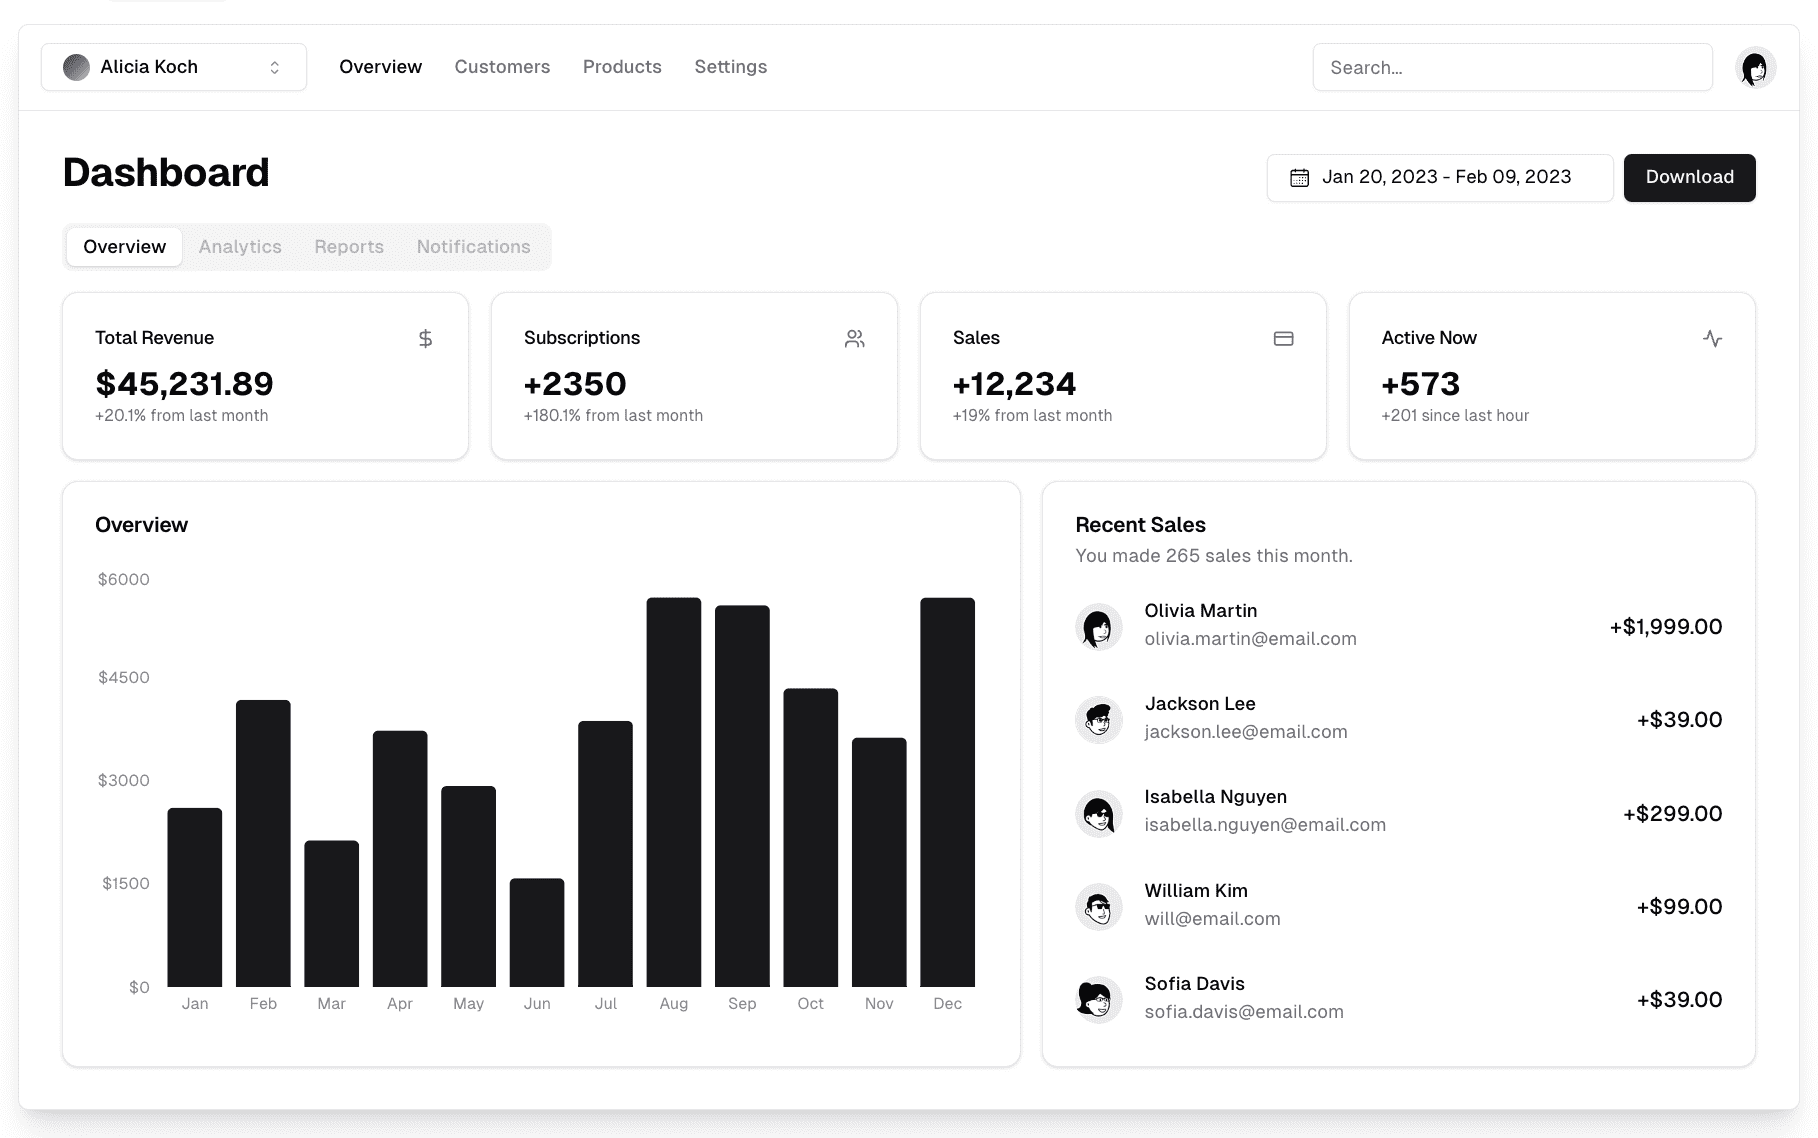 Alicia Koch
Overview Customers Products Settings
Search...
Dashboard
Jan 20, 2023 - Feb 09, 2023
Download
Overview Analytics Reports Notifications
Total Revenue
$45,231.89
+20.1% from last month
Subscriptions
+2350
+180.1% from last month
Sales
+12,234
+19% from last month
Active Now
+573
+201 since last hour
Overview
$6000
$4500
$3000
$1500
$0
Jan Feb Mar Apr May Jun Jul Aug Sep Oct Nov Dec
Recent Sales
You made 265 sales this month.
Olivia Martin
olivia.martin@email.com
+$1,999.00
Jackson Lee
jackson.lee@email.com
+$39.00
Isabella Nguyen
isabella.nguyen@email.com
+$299.00
William Kim
will@email.com
+$99.00
Sofia Davis
sofia.davis@email.com
+$39.00